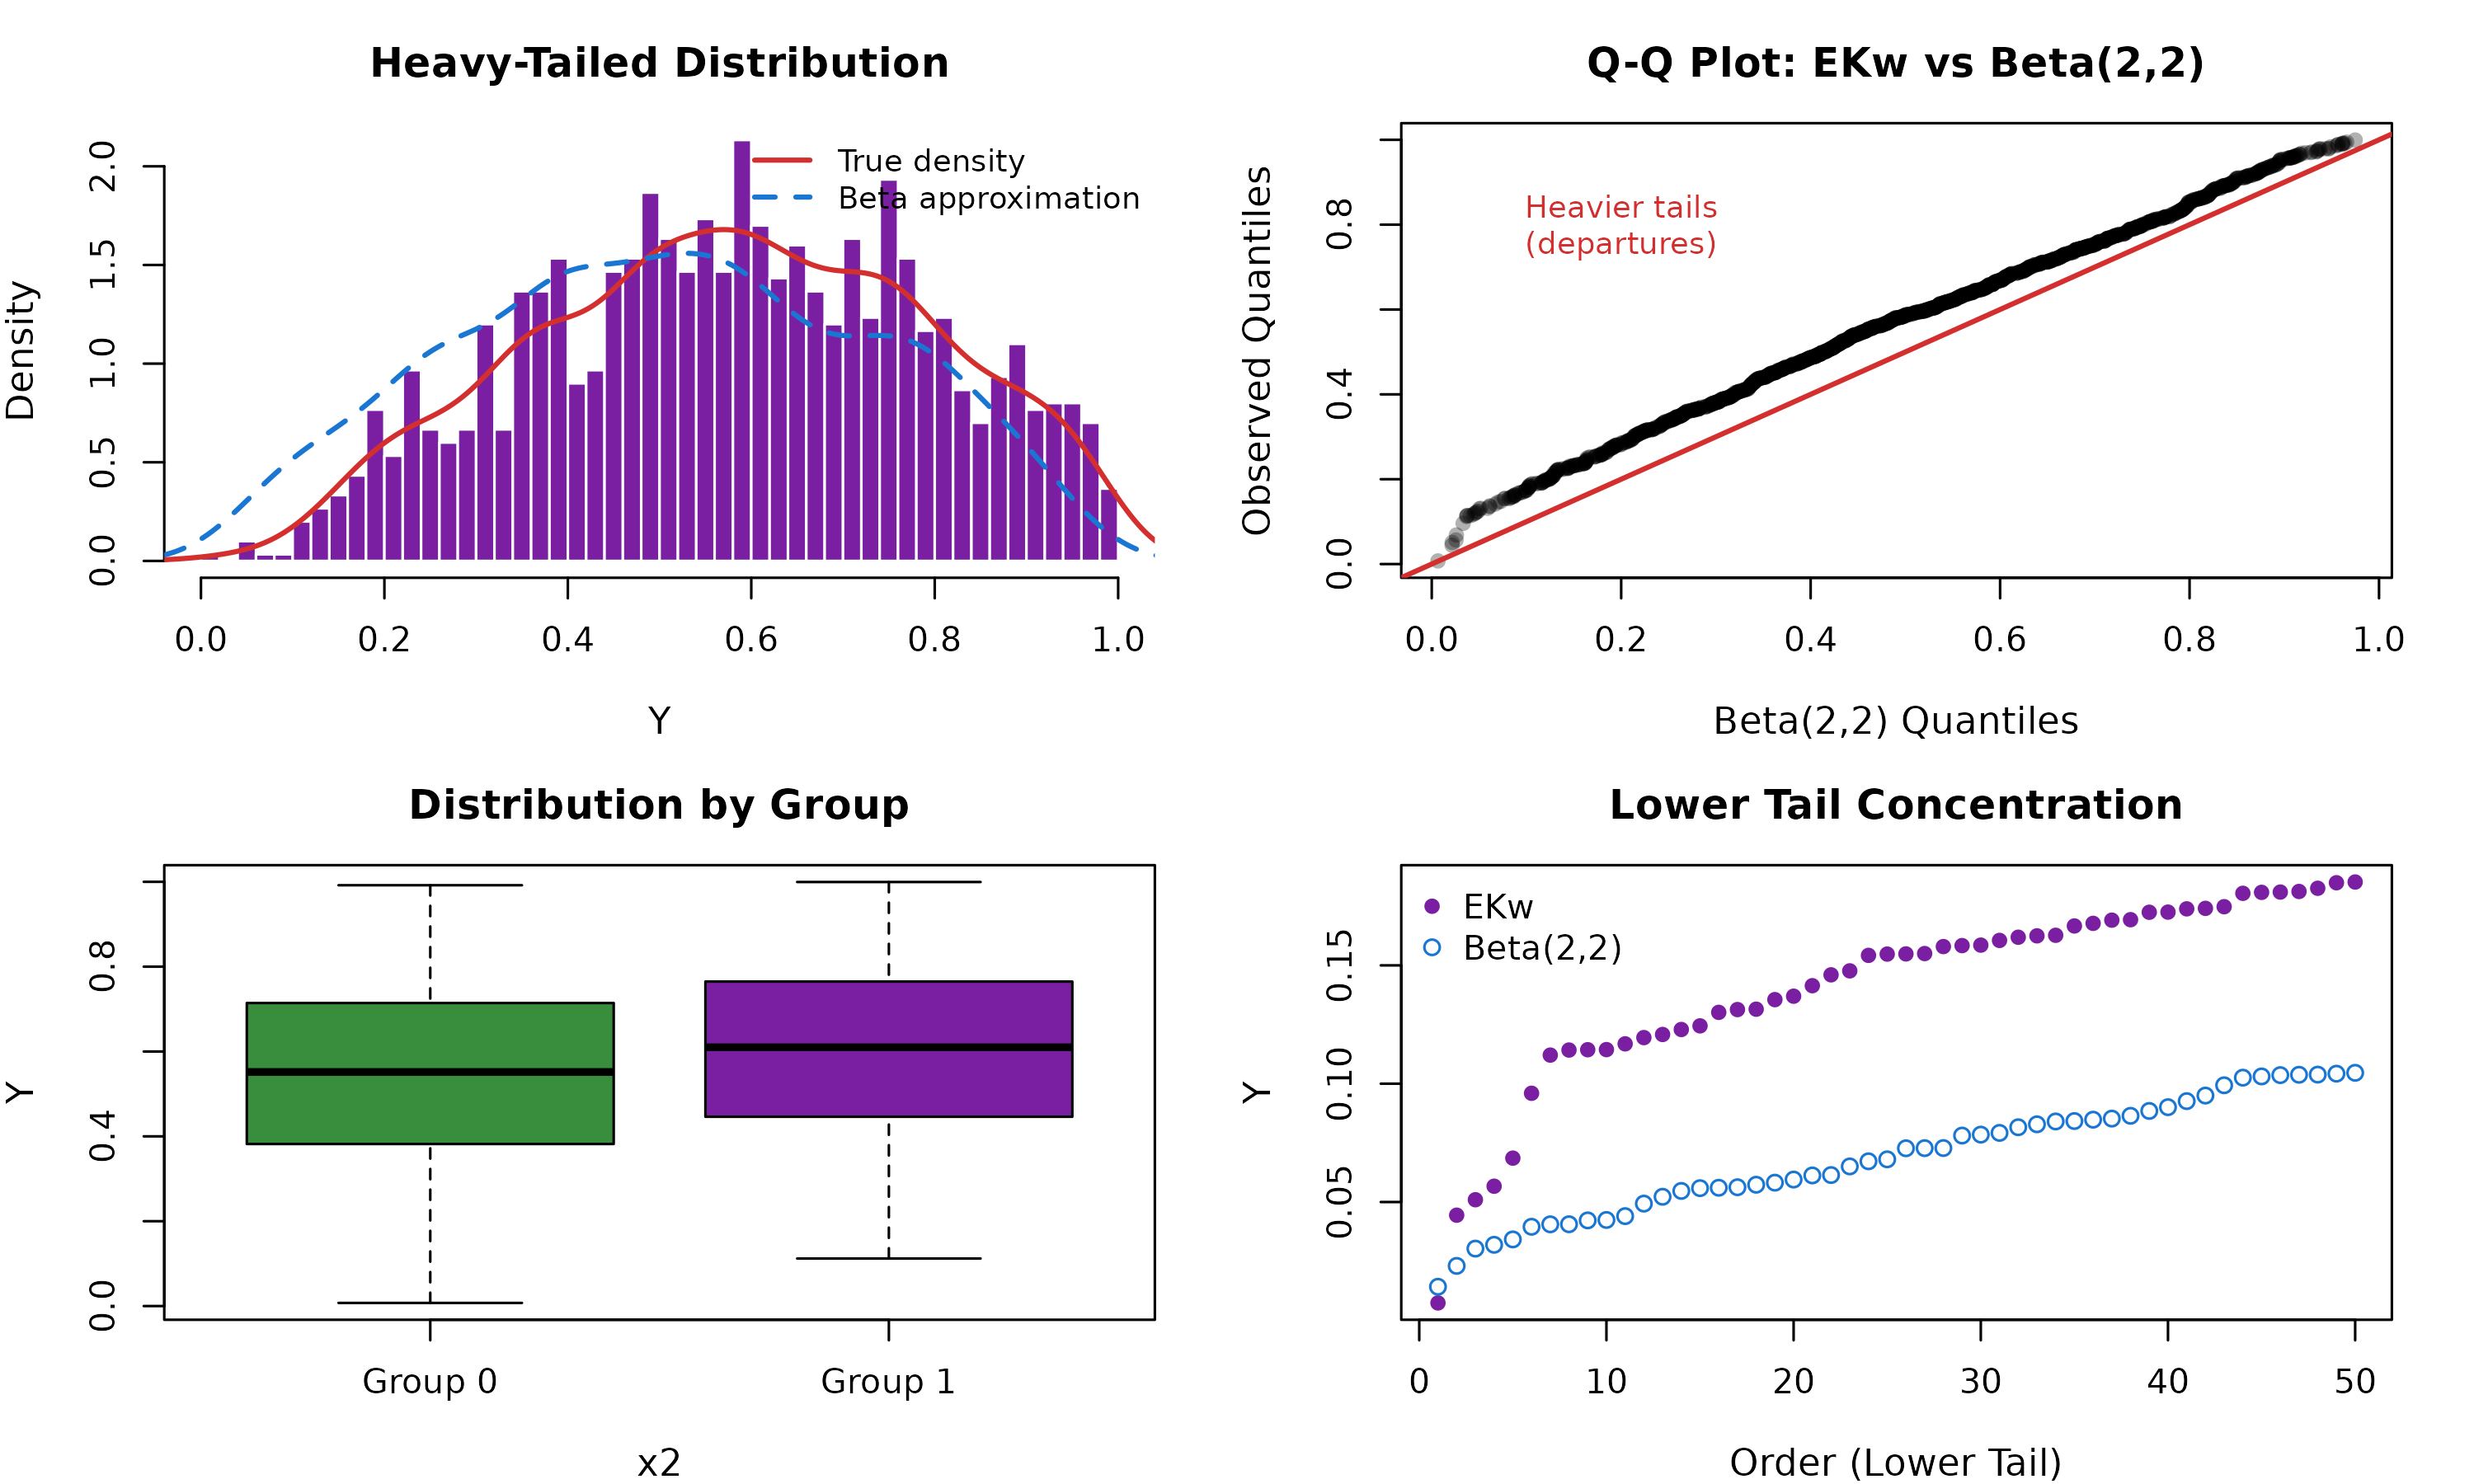 Heavy-Tailed Distribution
True density
Beta approximation
Density
0.0
0.5
1.0
1.5
2.0
0.0 0.2 0.4 0.6 0.8 1.0
Y
Q-Q Plot: EKw vs Beta(2,2)
Heavier tails
(departures)
Observed Quantiles
0.0
0.4
0.8
0.0 0.2 0.4 0.6 0.8 1.0
Beta(2,2) Quantiles
Distribution by Group
Y
0.0
0.4
0.8
Group 0 Group 1
x2
Lower Tail Concentration
EKw
Beta(2,2)
Y
0.05
0.10
0.15
0 10 20 30 40 50
Order (Lower Tail)